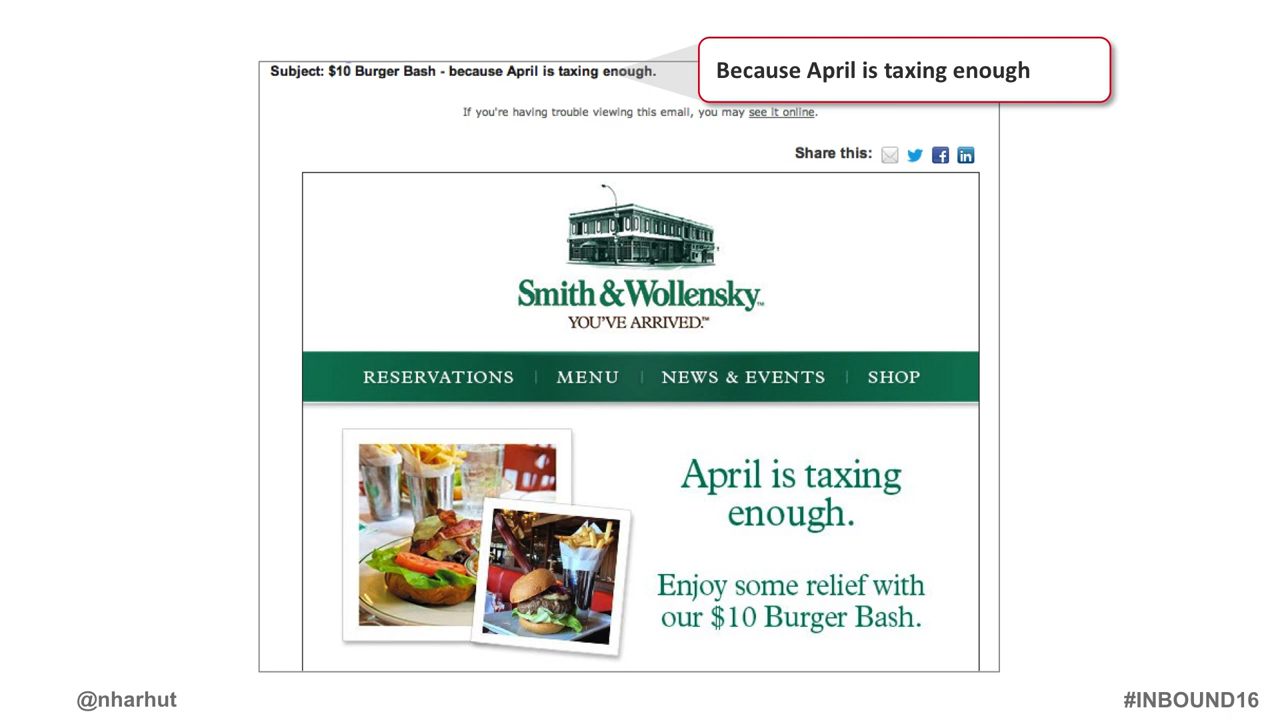 Because April is taxing enough
Subject: $10 Burger Bash - because April is taxing enough.
If you're having trouble viewing this email, you may see it online.
Share this:
Smith & Wollensky™
YOU'VE ARRIVED.™
RESERVATIONS | MENU | NEWS & EVENTS | SHOP
April is taxing
enough.
Enjoy some relief with
our $10 Burger Bash.
@nharhut
#INBOUND16